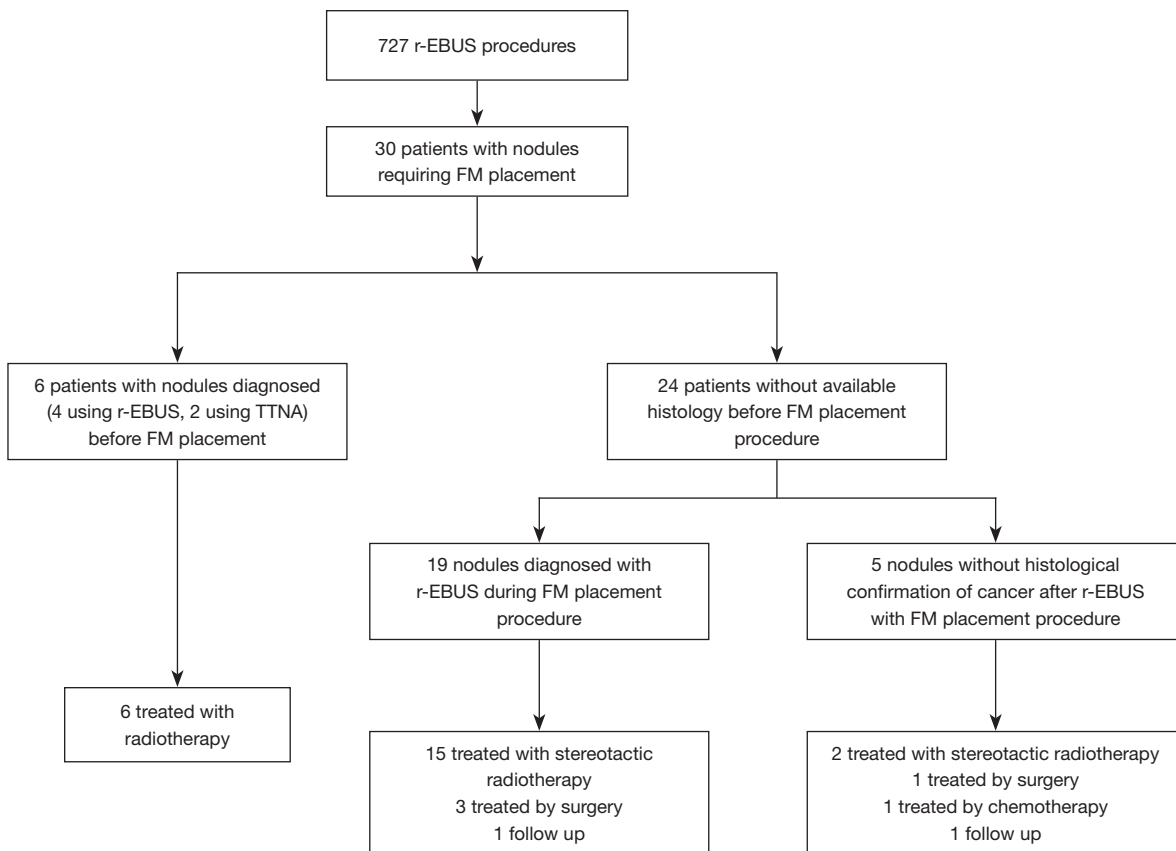 727 r-EBUS procedures
30 patients with nodules
requiring FM placement
6 patients with nodules diagnosed
(4 using r-EBUS, 2 using TTNA)
before FM placement
24 patients without available
histology before FM placement
procedure
19 nodules diagnosed with
r-EBUS during FM placement
procedure
5 nodules without histological
confirmation of cancer after r-EBUS
with FM placement procedure
6 treated with
radiotherapy
15 treated with stereotactic
radiotherapy
3 treated by surgery
1 follow up
2 treated with stereotactic radiotherapy
1 treated by surgery
1 treated by chemotherapy
1 follow up